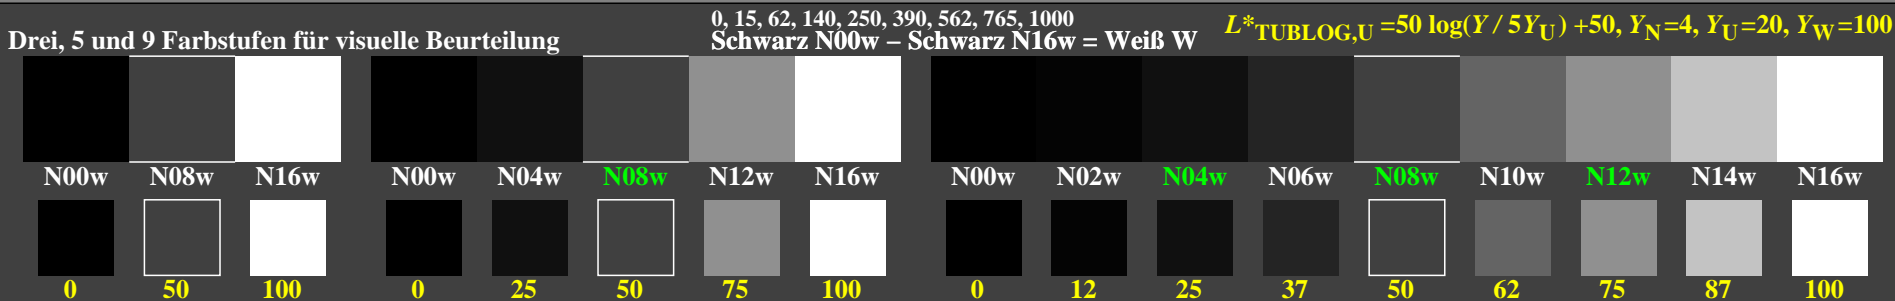 Drei, 5 und 9 Farbstufen für visuelle Beurteilung
0, 15, 62, 140, 250, 390, 562, 765, 1000
Schwarz N00w – Schwarz N16w = Weiß W
L*TUBLOG,U =50 log(Y / 5YU) +50, YN=4, YU=20, YW=100
N00w N08w N16w N00w N04w N08w N12w N16w N00w N02w N04w N06w N08w N10w N12w N14w N16w
0 50 100 0 25 50 75 100 0 12 25 37 50 62 75 87 100